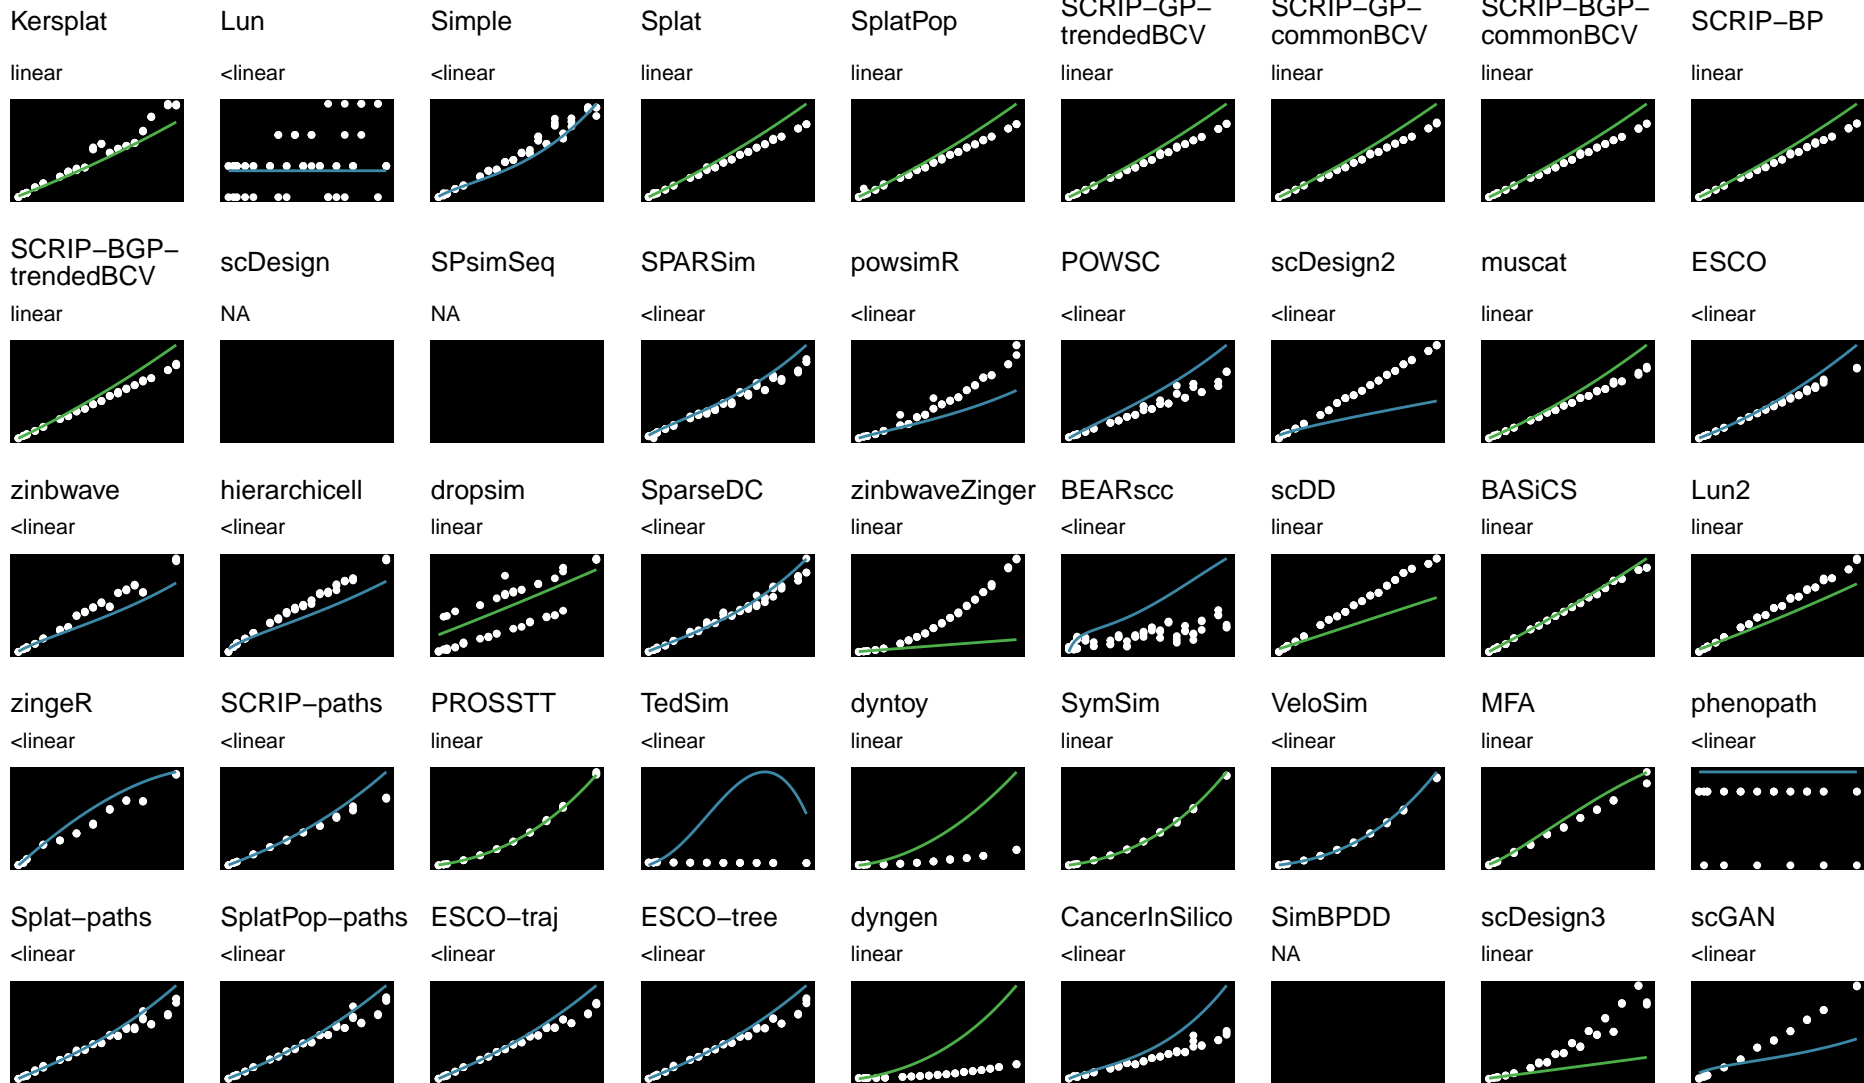 Kersplat
Lun
Simple
Splat
SplatPop
SCRIP−GP−
trendedBCV
SCRIP−GP−
commonBCV
SCRIP−BGP−
commonBCV
SCRIP−BP
linear
<linear
<linear
linear
linear
linear
linear
linear
linear
SCRIP−BGP−
trendedBCV
scDesign
SPsimSeq
SPARSim
powsimR
POWSC
scDesign2
muscat
ESCO
linear
NA
NA
<linear
<linear
<linear
<linear
linear
<linear
zinbwave
hierarchicell
dropsim
SparseDC
zinbwaveZinger
BEARscc
scDD
BASiCS
Lun2
<linear
<linear
linear
<linear
linear
<linear
linear
linear
linear
zingeR
SCRIP−paths
PROSSTT
TedSim
dyntoy
SymSim
VeloSim
MFA
phenopath
<linear
<linear
linear
<linear
linear
linear
<linear
linear
<linear
Splat−paths
SplatPop−paths
ESCO−traj
ESCO−tree
dyngen
CancerInSilico
SimBPDD
scDesign3
scGAN
<linear
<linear
<linear
<linear
linear
<linear
NA
linear
<linear